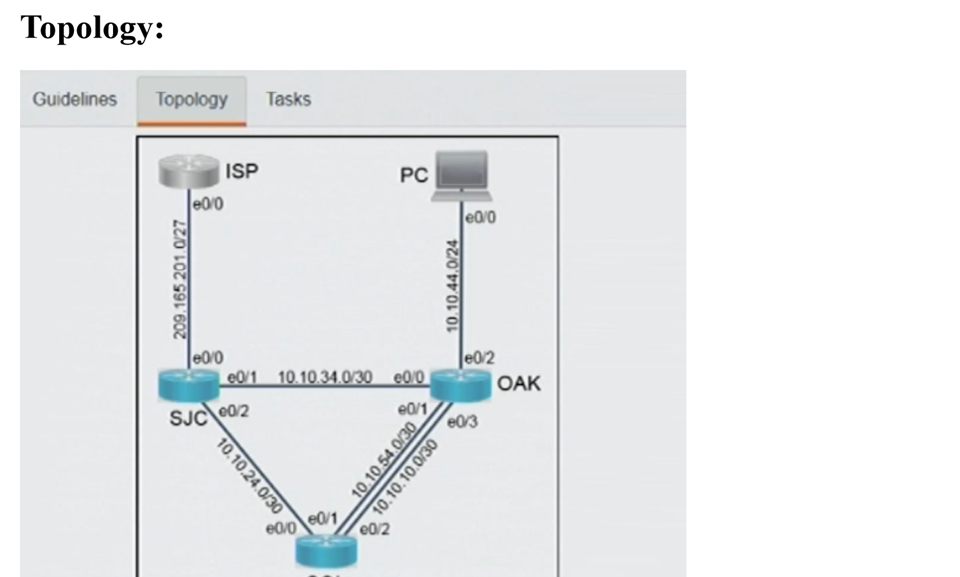 Topology:
Guidelines Topology Tasks
ISP
PC
e0/0
e0/0
209.165.201.0/27
10.10.44.0/24
e0/0
e0/2
e0/1 10.10.34.0/30 e0/0
OAK
SJC
e0/2
e0/1
e0/3
10.10.24.0/30
10.10.54.0/30
10.10.10.0/30
e0/0
e0/1
e0/2